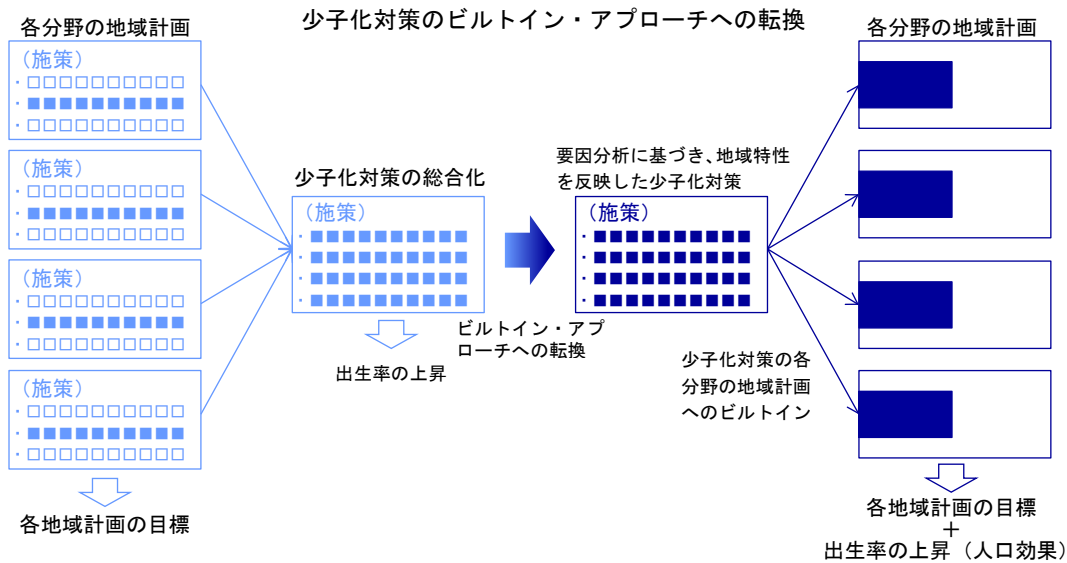 少子化対策のビルトイン・アプローチへの転換
各分野の地域計画
（施策）
・□□□□□□□□□□
・■■■■■■■■■■
・□□□□□□□□□□
（施策）
・□□□□□□□□□□
・■■■■■■■■■■
・□□□□□□□□□□
（施策）
・□□□□□□□□□□
・■■■■■■■■■■
・□□□□□□□□□□
（施策）
・□□□□□□□□□□
・■■■■■■■■■■
・□□□□□□□□□□
各地域計画の目標
少子化対策の総合化
（施策）
・■■■■■■■■■■
・■■■■■■■■■■
・■■■■■■■■■■
・■■■■■■■■■■
出生率の上昇
ビルトイン・アプ
ローチへの転換
要因分析に基づき、地域特性
を反映した少子化対策
（施策）
・■■■■■■■■■■
・■■■■■■■■■■
・■■■■■■■■■■
・■■■■■■■■■■
少子化対策の各
分野の地域計画
へのビルトイン
各分野の地域計画
各地域計画の目標
＋
出生率の上昇（人口効果）